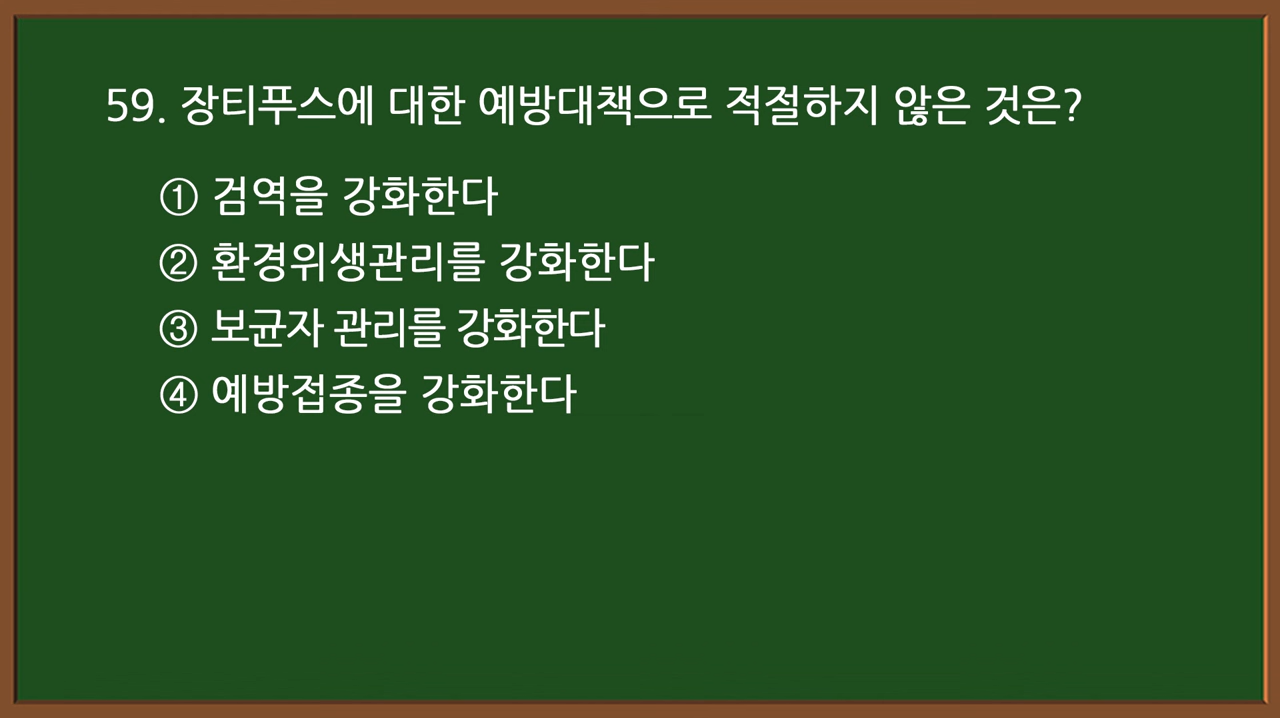 59. 장티푸스에 대한 예방대책으로 적절하지 않은 것은?
① 검역을 강화한다
② 환경위생관리를 강화한다
③ 보균자 관리를 강화한다
④ 예방접종을 강화한다